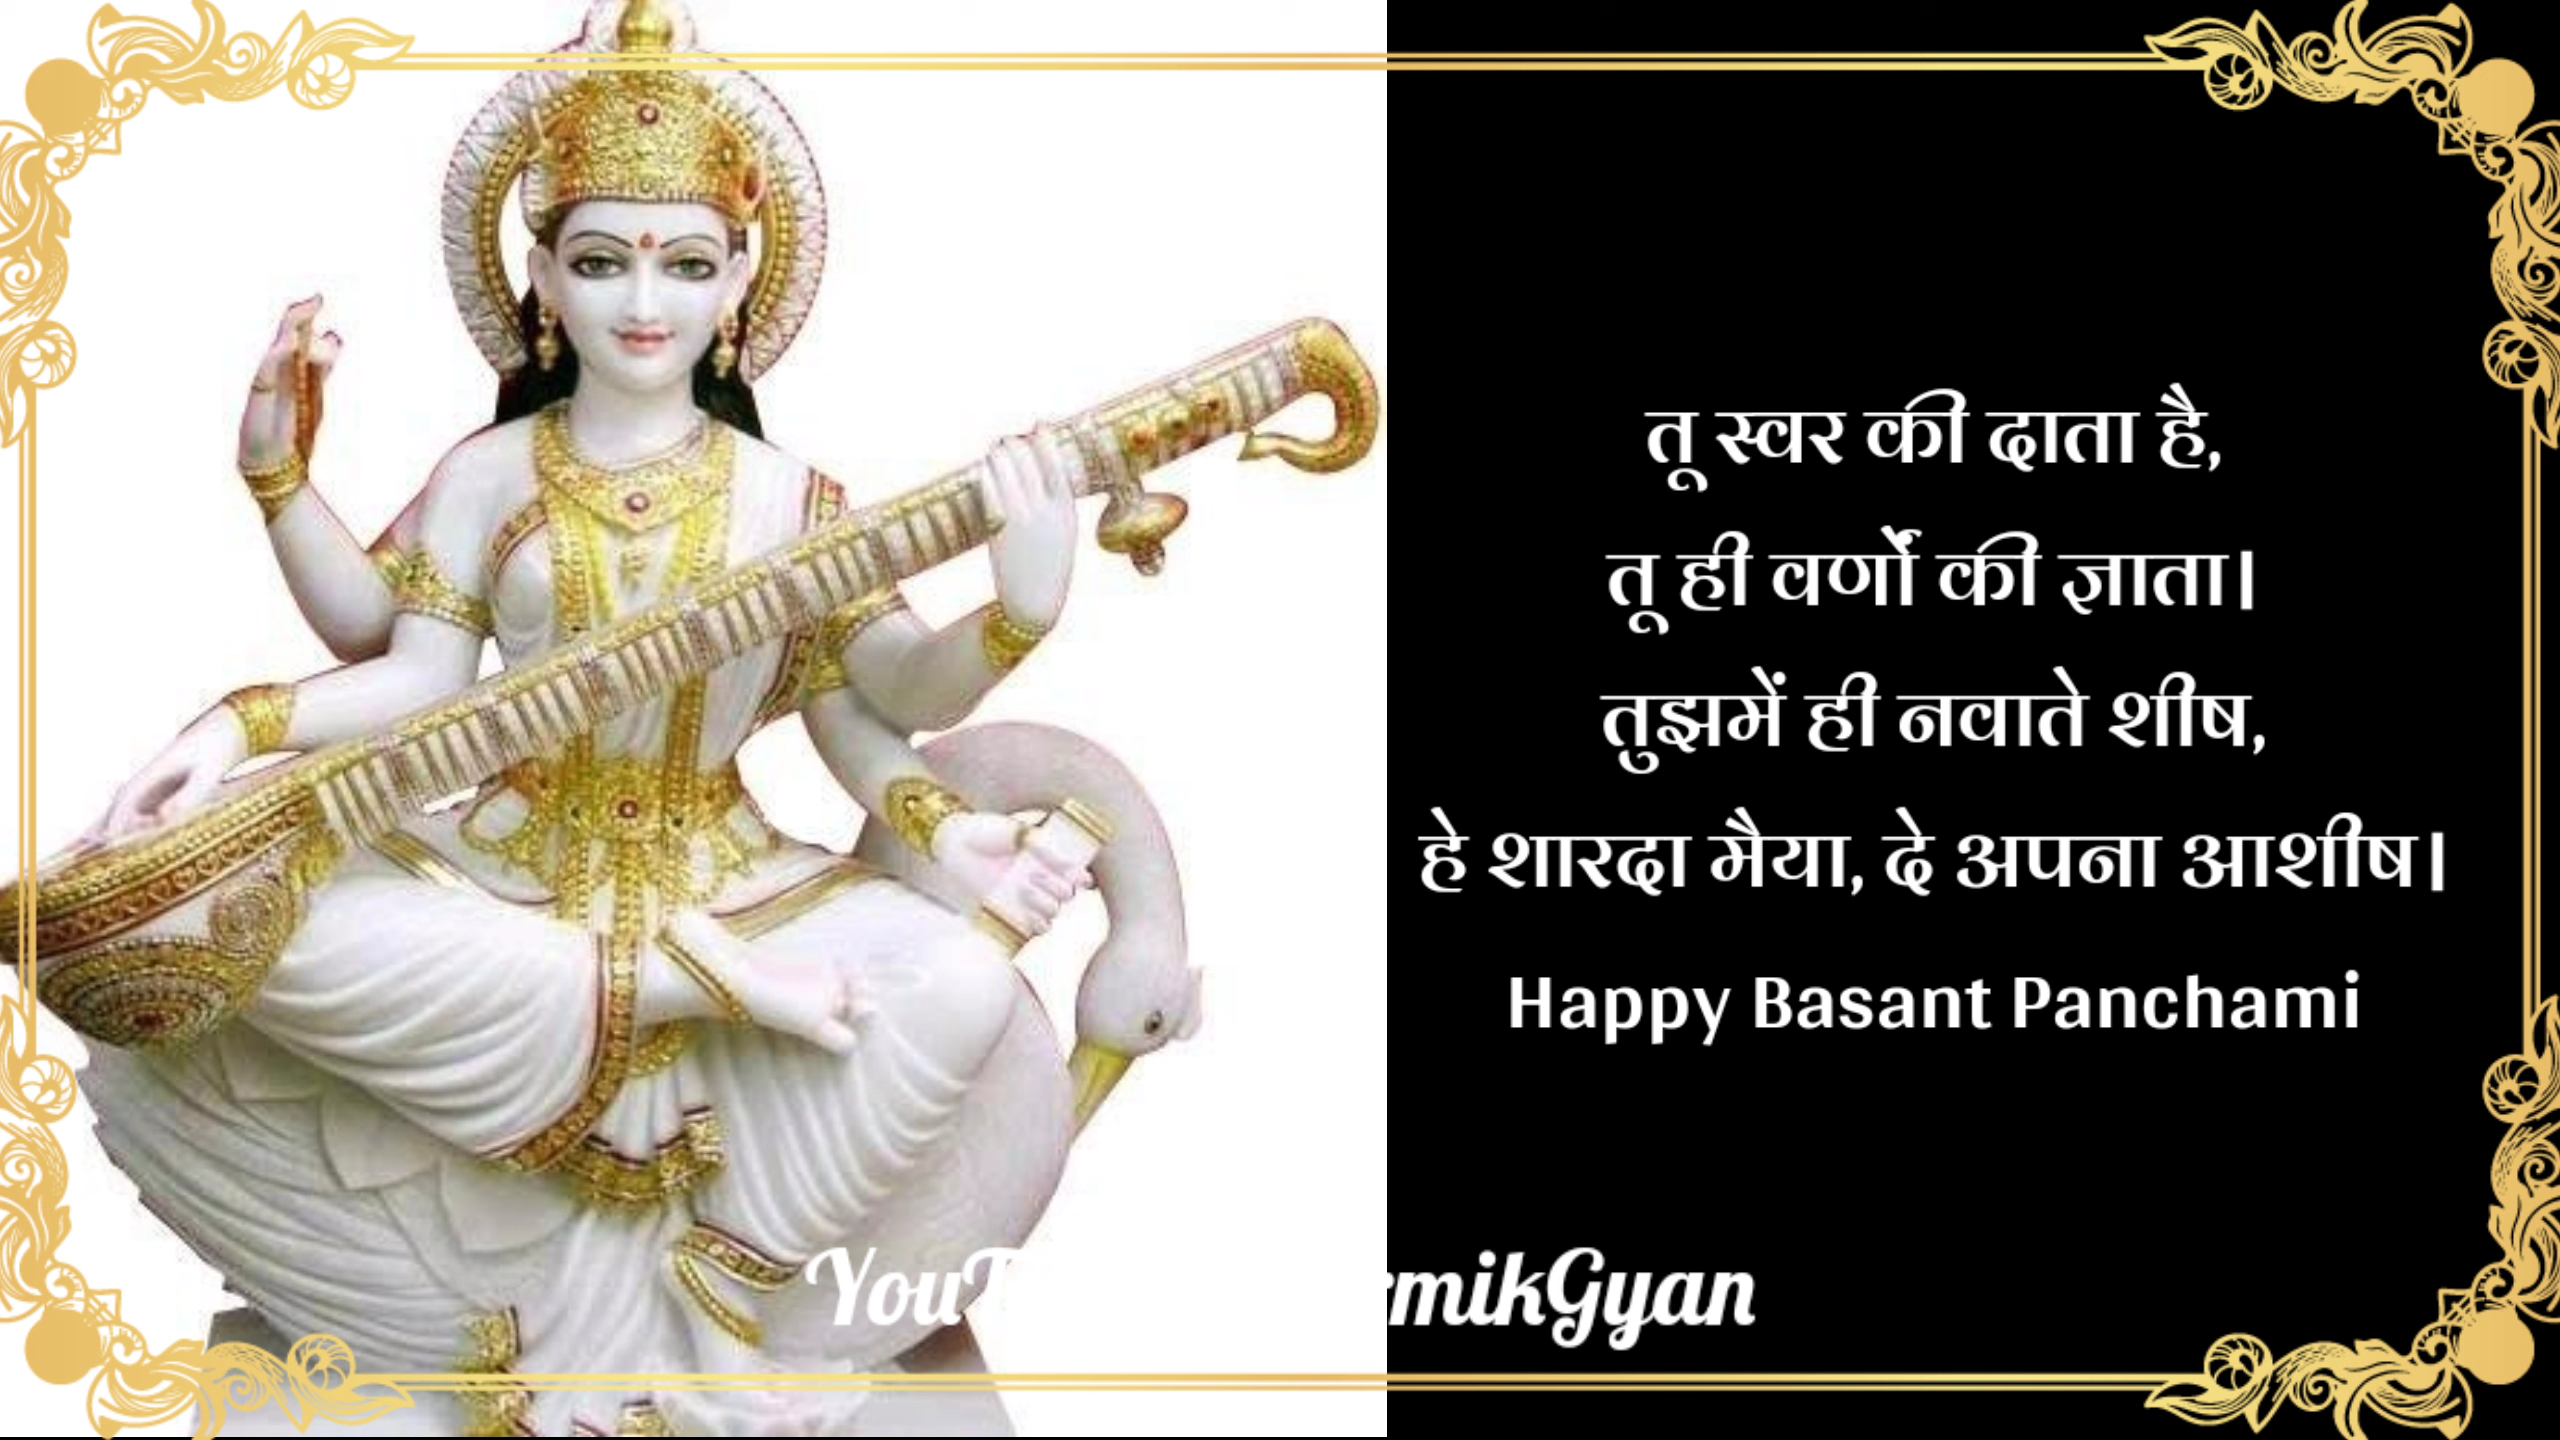 तू स्वर की दाता है,
तू ही वर्णों की ज्ञाता।
तुझमें ही नवाते शीष,
हे शारदा मैया, दे अपना आशीष।
Happy Basant Panchami